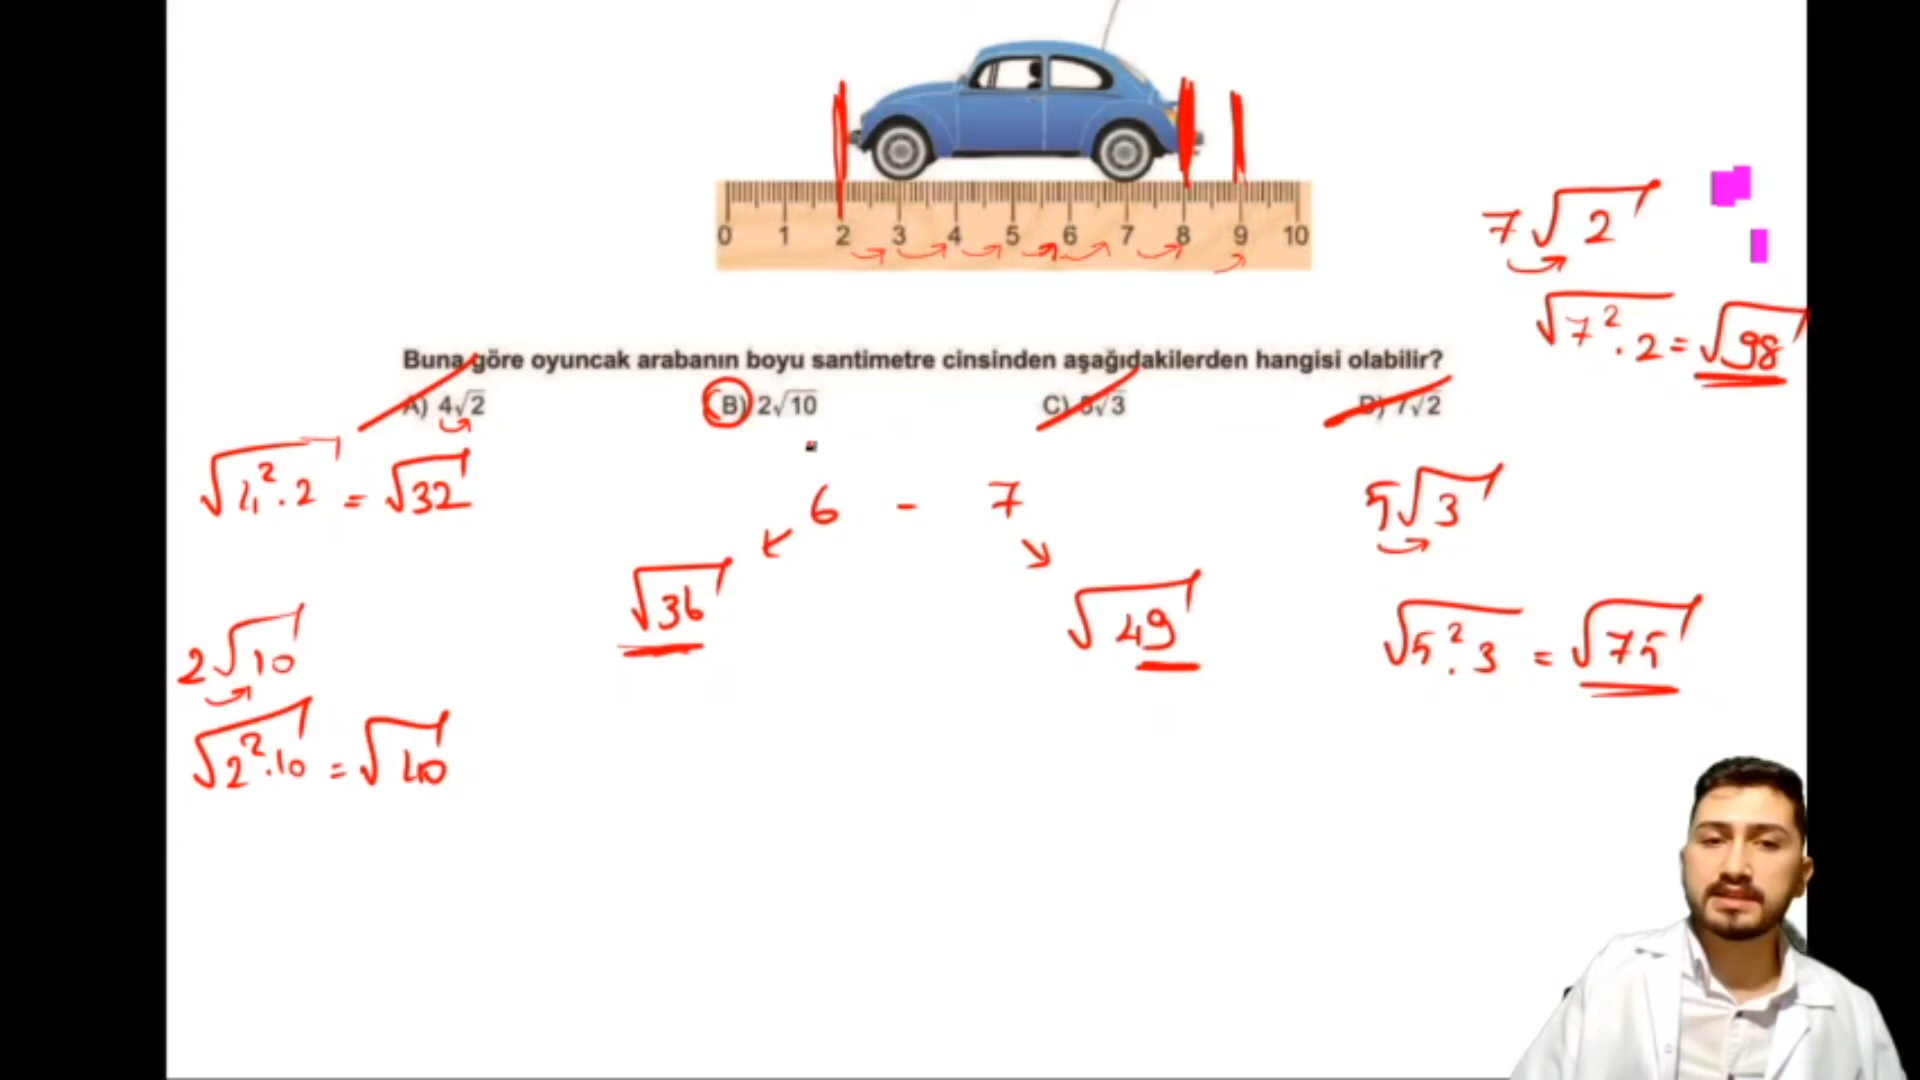 0 1 2 3 4 5 6 7 8 9 10
7√2
√7².2 = √98
Buna göre oyuncak arabanın boyu santimetre cinsinden aşağıdakilerden hangisi olabilir?
A) 4√2 B) 2√10 C) 5√3 D) 7√2
√4².2 = √32
6 - 7
5√3
√36
√49
2√10
√5².3 = √75
√2².10 = √40